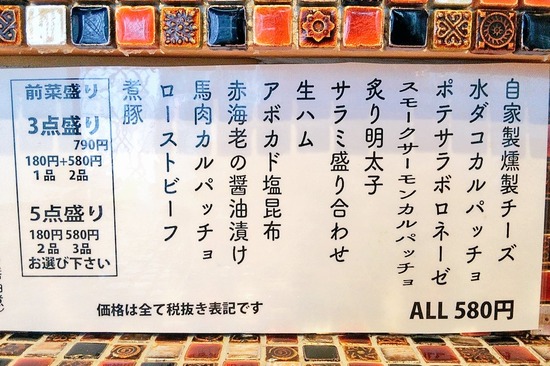 自家製燻製チーズ
水ダコカルパッチョ
ポテサラボロネーゼ
スモークサーモンカルパッチョ
炙り明太子
サラミ盛り合わせ
生ハム
アボカド塩昆布
赤海老の醤油漬け
馬肉カルパッチョ
ローストビーフ
煮豚
ALL 580円
前菜盛り
3点盛り
790円
180円+580円
1品 2品
5点盛り
180円 580円
2品 3品
お選び下さい
価格は全て税抜き表記です